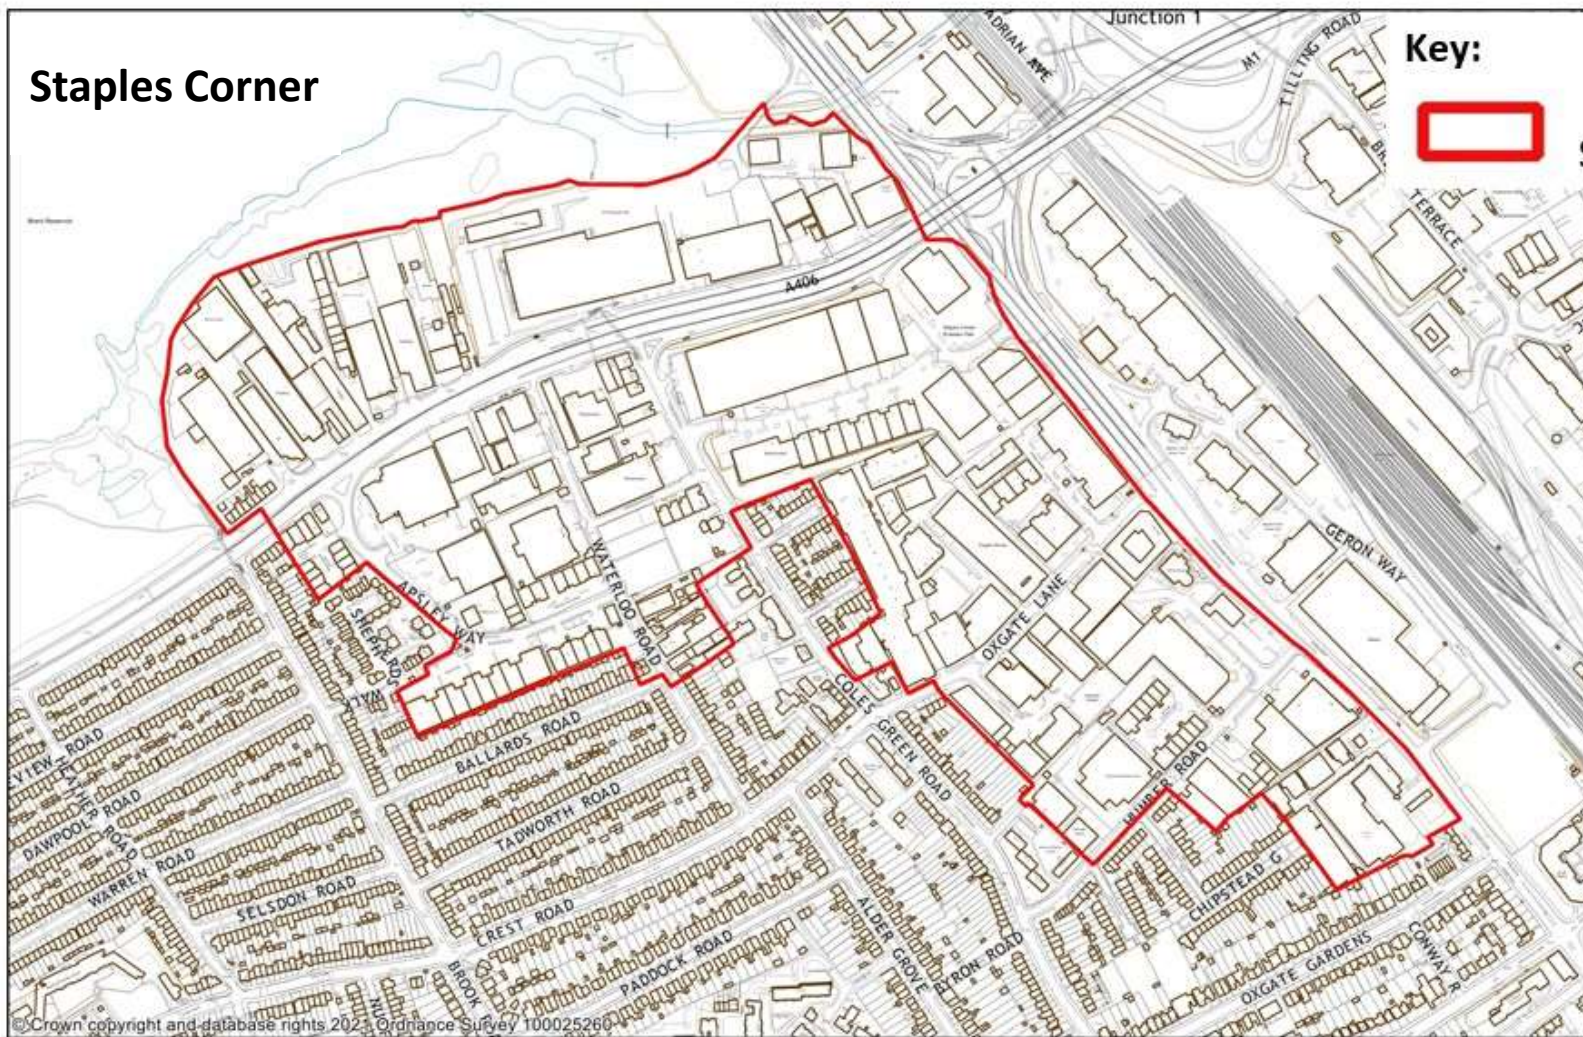 Junction 1
ADRIAN AVE
M1
TILLING ROAD
Key:
Staples Corner
S
TERRACE
A406
GERON WAY
WATERLOO ROAD
APSLEY WAY
SHEPHERDS WALK
OXGATE LANE
COLES GREEN ROAD
HUMBER ROAD
BALLARDS ROAD
TADWORTH ROAD
EVIEW ROAD
HEATHER ROAD
DAWPOOL ROAD
WARREN ROAD
SELSDON ROAD
CREST ROAD
PADDOCK ROAD
ALDER GROVE
BYRON ROAD
CHIPSTEAD G
OXGATE GARDENS
CONWAY
BROOK
© Crown copyright and database rights 2021 Ordnance Survey 100025260